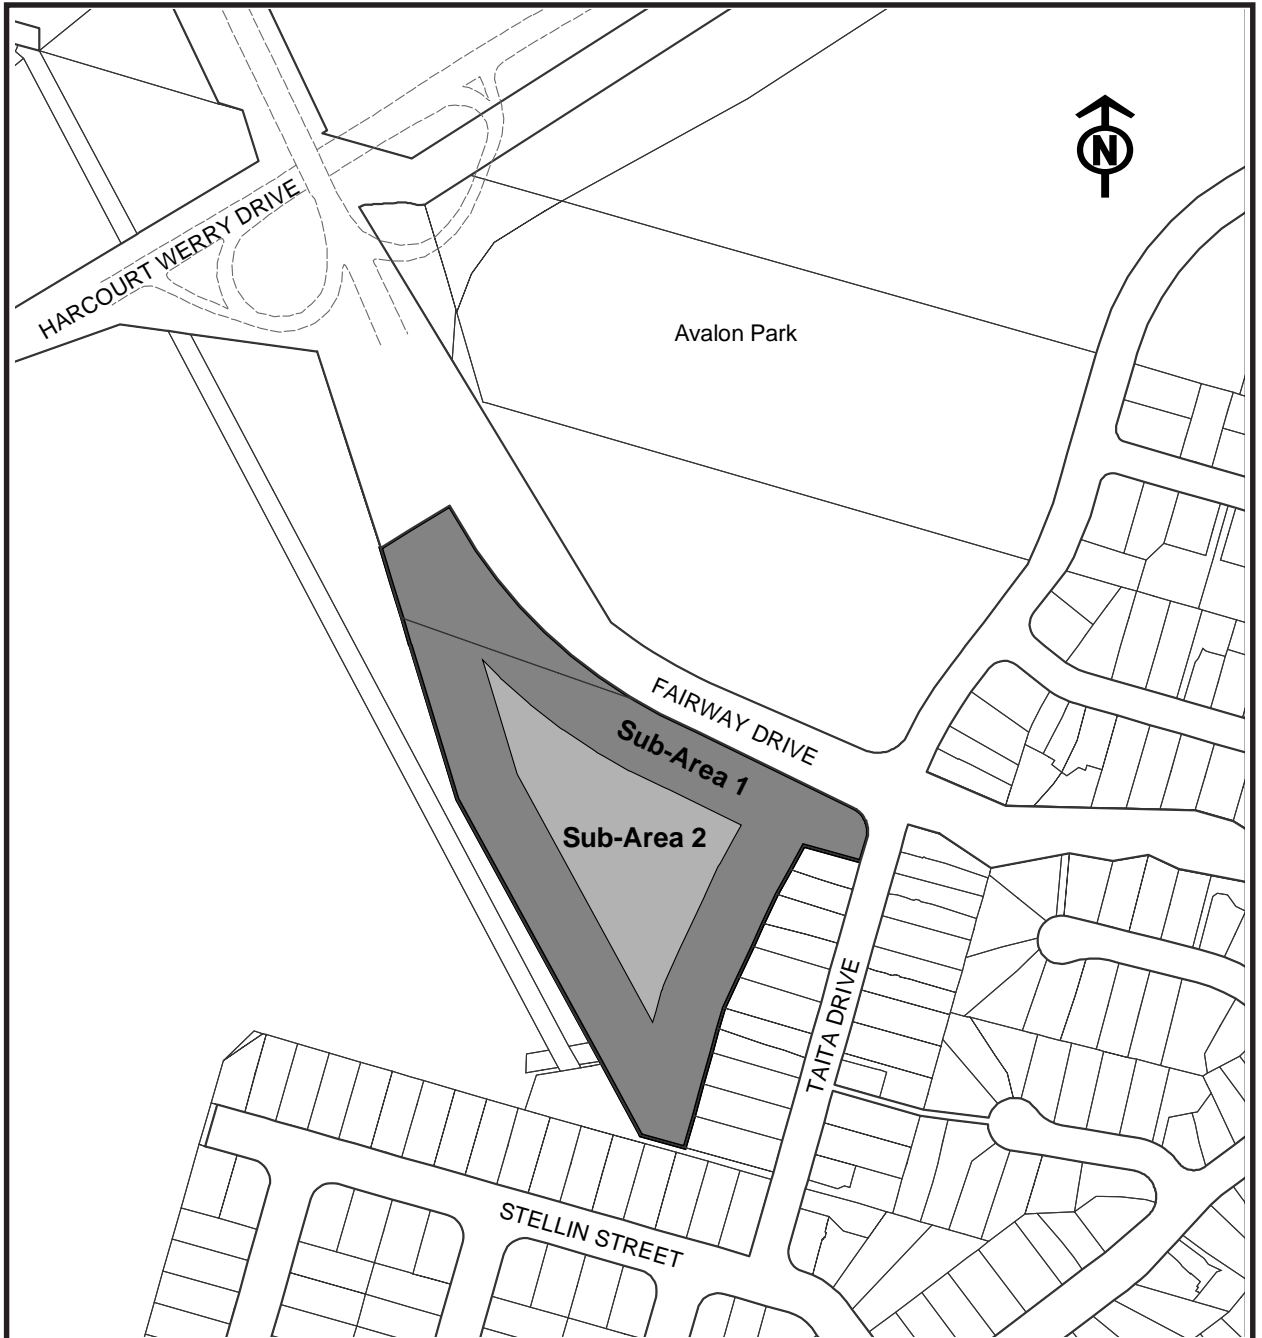 N
HARCOURT WERRY DRIVE
Avalon Park
FAIRWAY DRIVE
Sub-Area 1
Sub-Area 2
TAITA DRIVE
STELLIN STREET